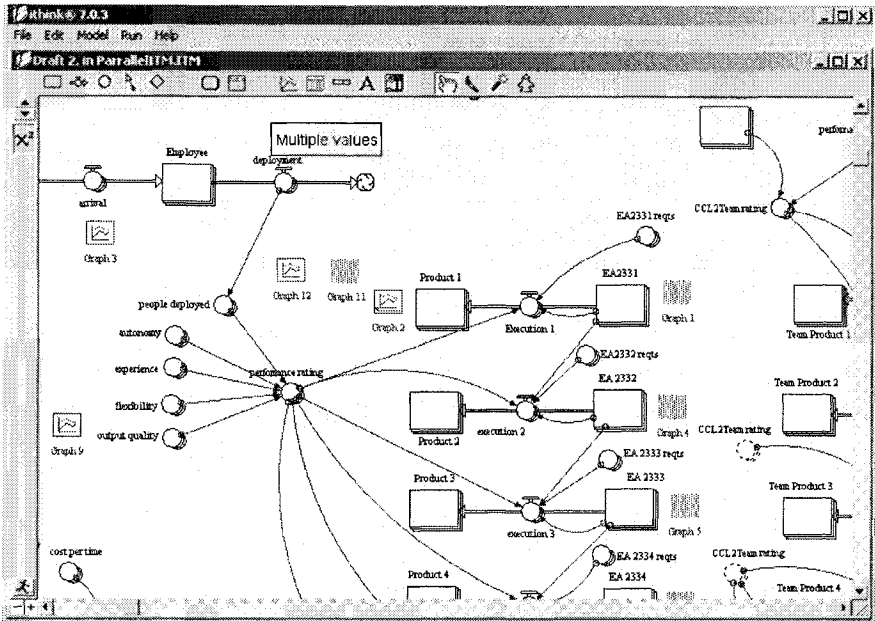 ithink® 7.0.3
File Edit Model Run Help
Draft 2. in ParrallelITM.ITM
A
X²
Multiple values
Employee
deployment
arrival
Graph 3
EA2331 reqts
CCL2Team rating
Graph 12
Graph 11
Product 1
EA2331
people deployed
Graph 2
Execution 1
Graph 1
Team Product 1
autonomy
EA2332 reqts
experience
perfomance rating
EA 2332
Team Product 2
flexibility
Graph 9
output quality
Product 2
execution 2
Graph 4
CCL2Team rating
EA 2333 reqts
Product 3
EA 2333
Team Product 3
execution 3
Graph 5
cost per time
EA 2334 reqts
CCL2Team rating
Product 4
EA 2334
Team Product 4